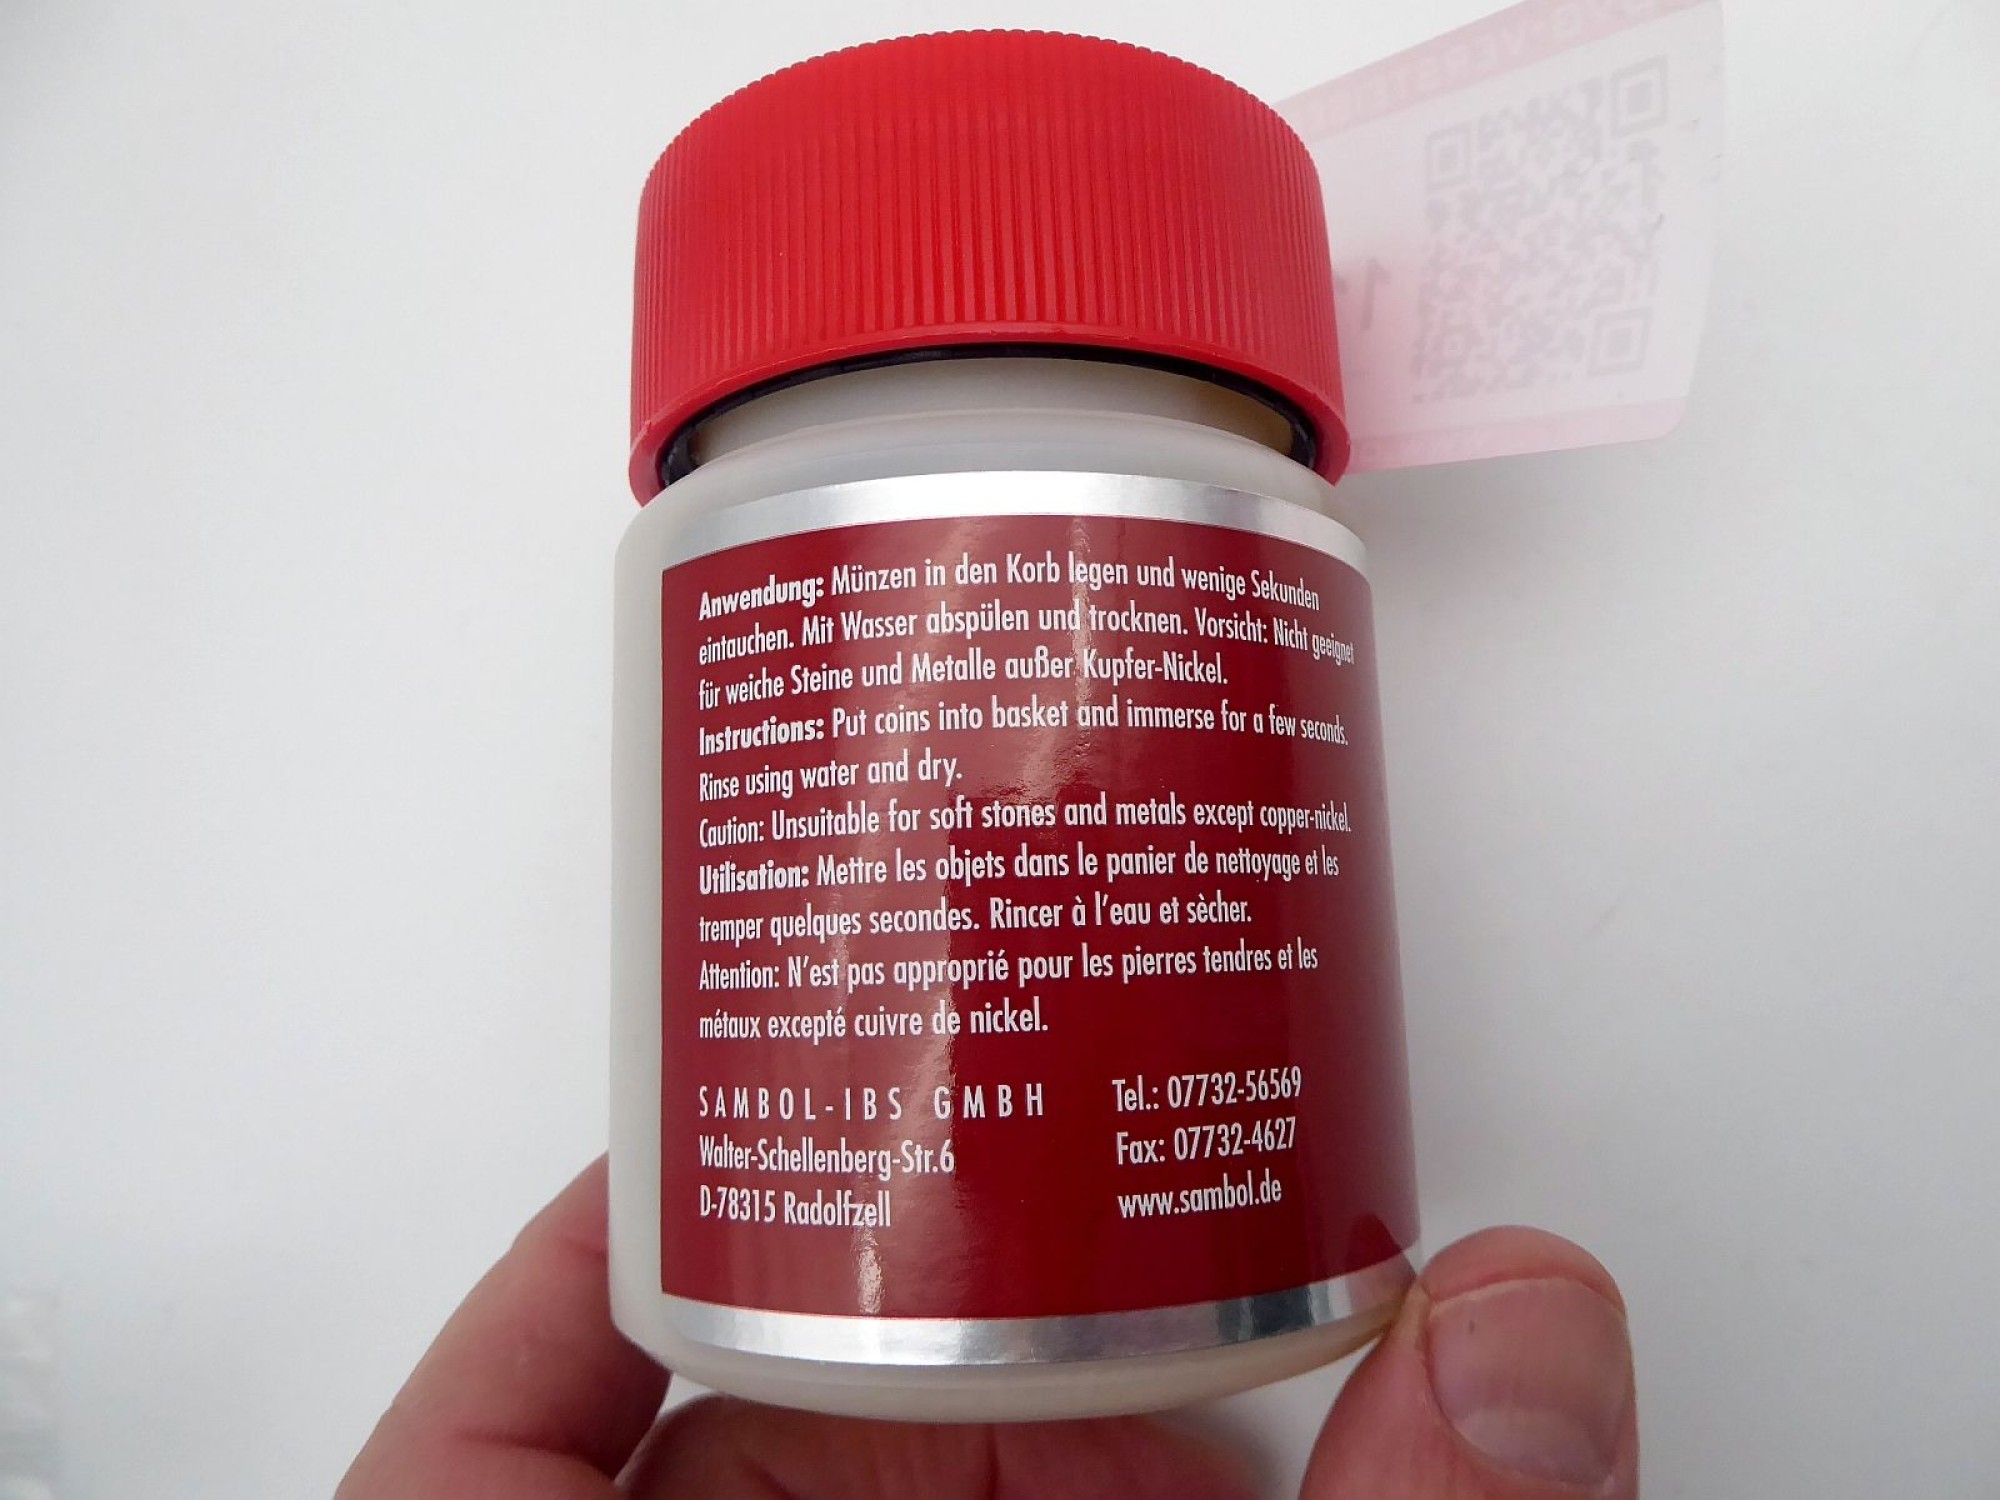 Anwendung: Münzen in den Korb legen und wenige Sekunden
eintauchen. Mit Wasser abspülen und trocknen. Vorsicht: Nicht geeignet
für weiche Steine und Metalle außer Kupfer-Nickel.
Instructions: Put coins into basket and immerse for a few seconds.
Rinse using water and dry.
Caution: Unsuitable for soft stones and metals except copper-nickel.
Utilisation: Mettre les objets dans le panier de nettoyage et les
tremper quelques secondes. Rincer à l'eau et sècher.
Attention: N'est pas approprié pour les pierres tendres et les
métaux excepté cuivre de nickel.
SAMBOL-IBS GMBH
Walter-Schellenberg-Str.6
D-78315 Radolfzell
Tel.: 07732-56569
Fax: 07732-4627
www.sambol.de